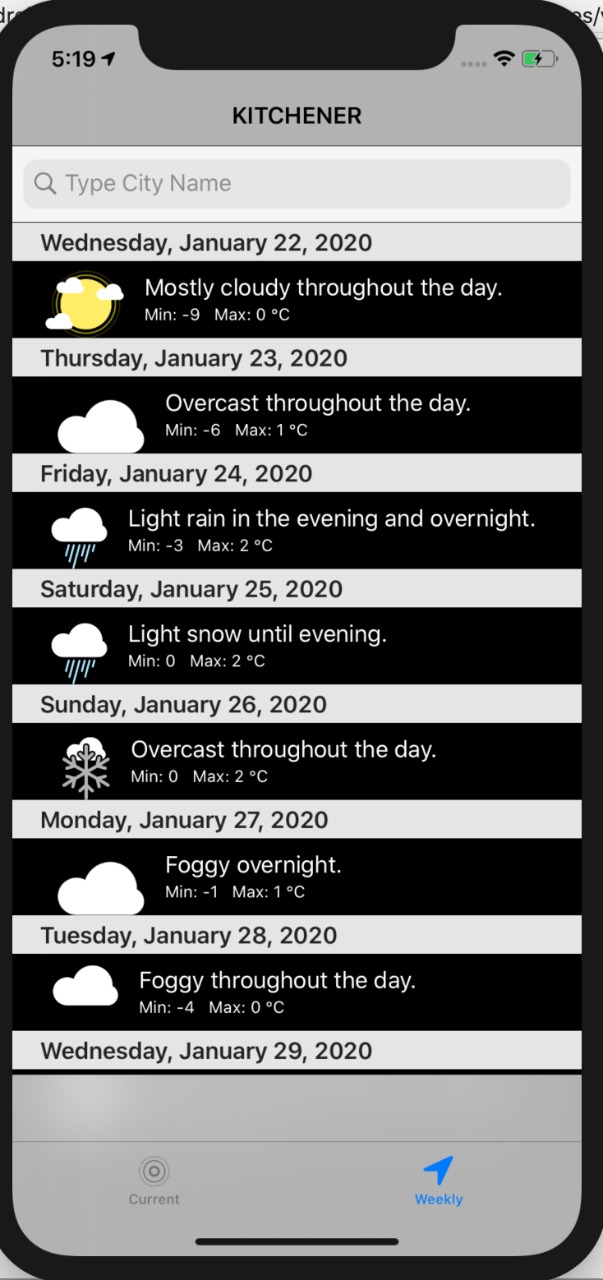 5:19
KITCHENER
Type City Name
Wednesday, January 22, 2020
Mostly cloudy throughout the day.
Min: -9 Max: 0 °C
Thursday, January 23, 2020
Overcast throughout the day.
Min: -6 Max: 1 °C
Friday, January 24, 2020
Light rain in the evening and overnight.
Min: -3 Max: 2 °C
Saturday, January 25, 2020
Light snow until evening.
Min: 0 Max: 2 °C
Sunday, January 26, 2020
Overcast throughout the day.
Min: 0 Max: 2 °C
Monday, January 27, 2020
Foggy overnight.
Min: -1 Max: 1 °C
Tuesday, January 28, 2020
Foggy throughout the day.
Min: -4 Max: 0 °C
Wednesday, January 29, 2020
Current
Weekly